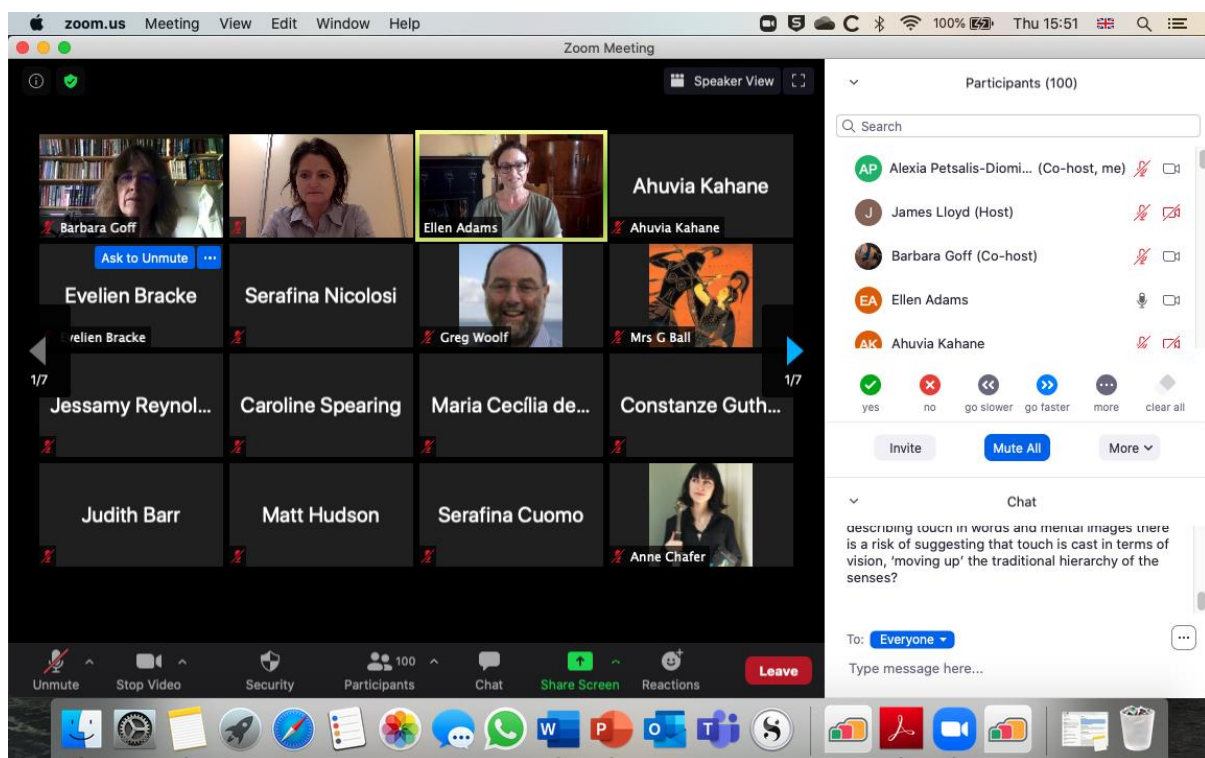 zoom.us Meeting View Edit Window Help 100% Thu 15:51
Zoom Meeting
Speaker View
Barbara Goff
Ellen Adams
Ahuvia Kahane
Ahuvia Kahane
Ask to Unmute ...
Evelien Bracke
velien Bracke
Serafina Nicolosi
Greg Woolf
Mrs G Ball
1/7
1/7
Jessamy Reynol...
Caroline Spearing
Maria Cecília de...
Constanze Guth...
Judith Barr
Matt Hudson
Serafina Cuomo
Anne Chafer
Unmute
Stop Video
Security
100
Participants
Chat
Share Screen
Reactions
Leave
Participants (100)
Search
AP Alexia Petsalis-Diomi... (Co-host, me)
J James Lloyd (Host)
Barbara Goff (Co-host)
EA Ellen Adams
AK Ahuvia Kahane
yes no go slower go faster more clear all
Invite Mute All More
Chat
describing touch in words and mental images there
is a risk of suggesting that touch is cast in terms of
vision, ‘moving up’ the traditional hierarchy of the
senses?
To: Everyone
Type message here...
W P